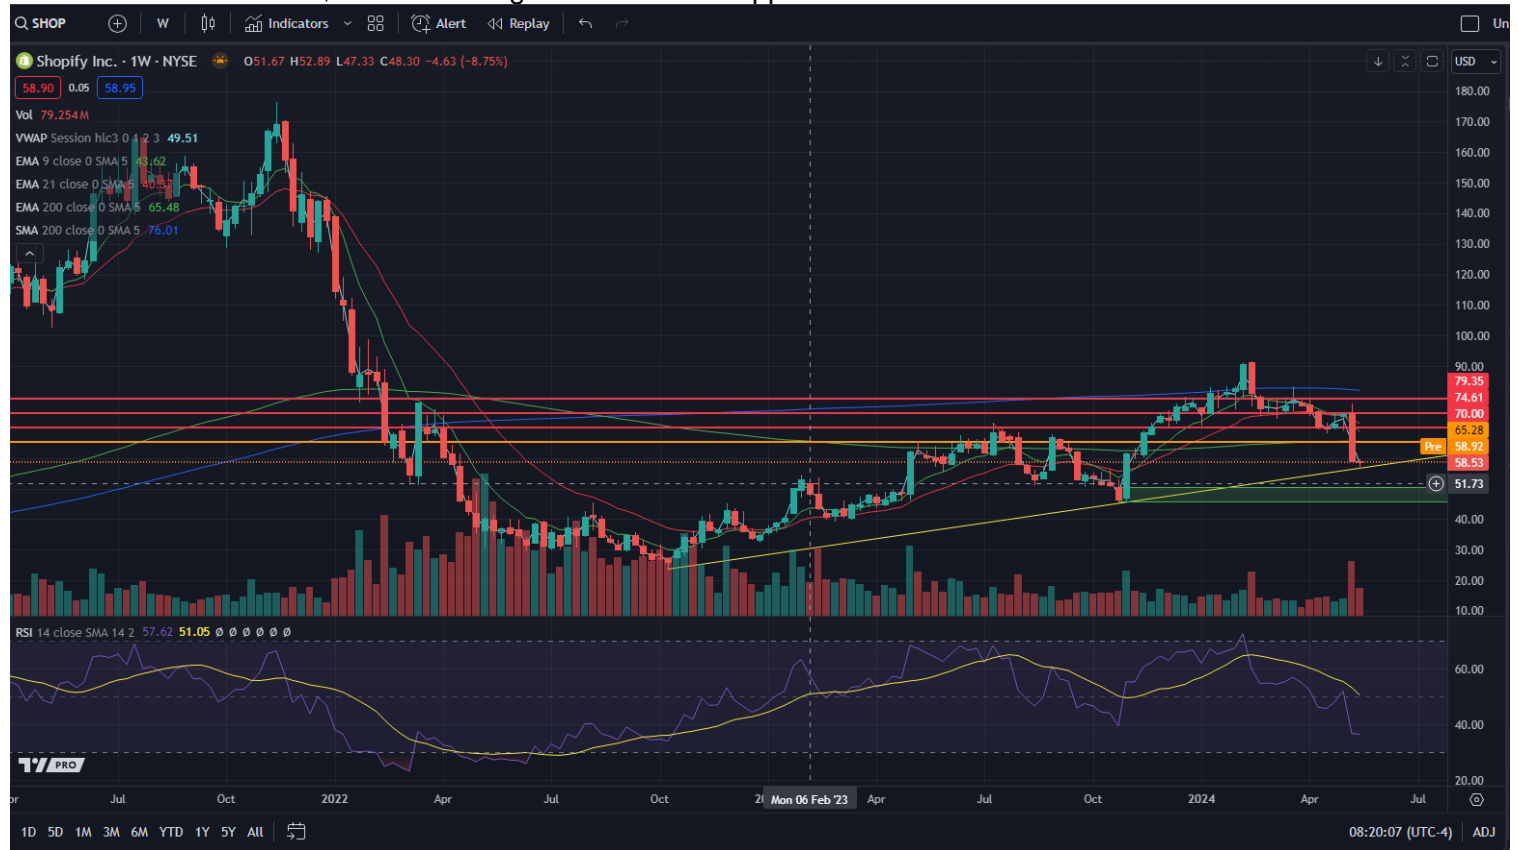 SHOP W Indicators Alert Replay Un
Shopify Inc. · 1W · NYSE O51.67 H52.89 L47.33 C48.30 −4.63 (−8.75%) USD
58.90 0.05 58.95
Vol 79.254M
VWAP Session hlc3 0 1 2 3 49.51
EMA 9 close 0 SMA 5 43.62
EMA 21 close 0 SMA 5
EMA 200 close 0 SMA 5 65.48
SMA 200 close 0 SMA 5 76.01
180.00
170.00
160.00
150.00
140.00
130.00
120.00
110.00
100.00
90.00
79.35
74.61
70.00
65.28
Pre 58.92
58.53
51.73
40.00
30.00
20.00
10.00
RSI 14 close SMA 14 2 57.62 51.05 Ø Ø Ø Ø Ø Ø
60.00
40.00
20.00
PRO
Jul Oct 2022 Apr Jul Oct Mon 06 Feb '23 Apr Jul Oct 2024 Apr Jul
1D 5D 1M 3M 6M YTD 1Y 5Y All 08:20:07 (UTC-4) ADJ